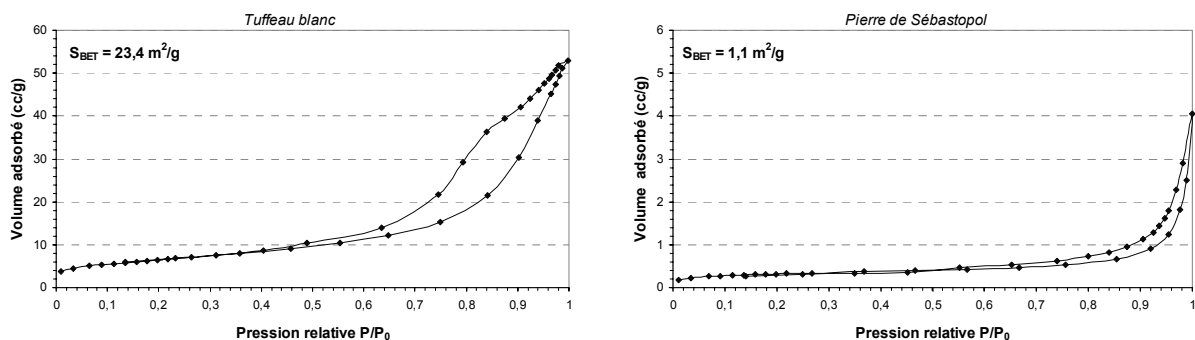 Tuffeau blanc
S_BET = 23,4 m²/g
Volume adsorbé (cc/g)
60
50
40
30
20
10
0
0 0,1 0,2 0,3 0,4 0,5 0,6 0,7 0,8 0,9 1
Pression relative P/P₀
Pierre de Sébastopol
S_BET = 1,1 m²/g
Volume adsorbé (cc/g)
6
5
4
3
2
1
0
0 0,1 0,2 0,3 0,4 0,5 0,6 0,7 0,8 0,9 1
Pression relative P/P₀